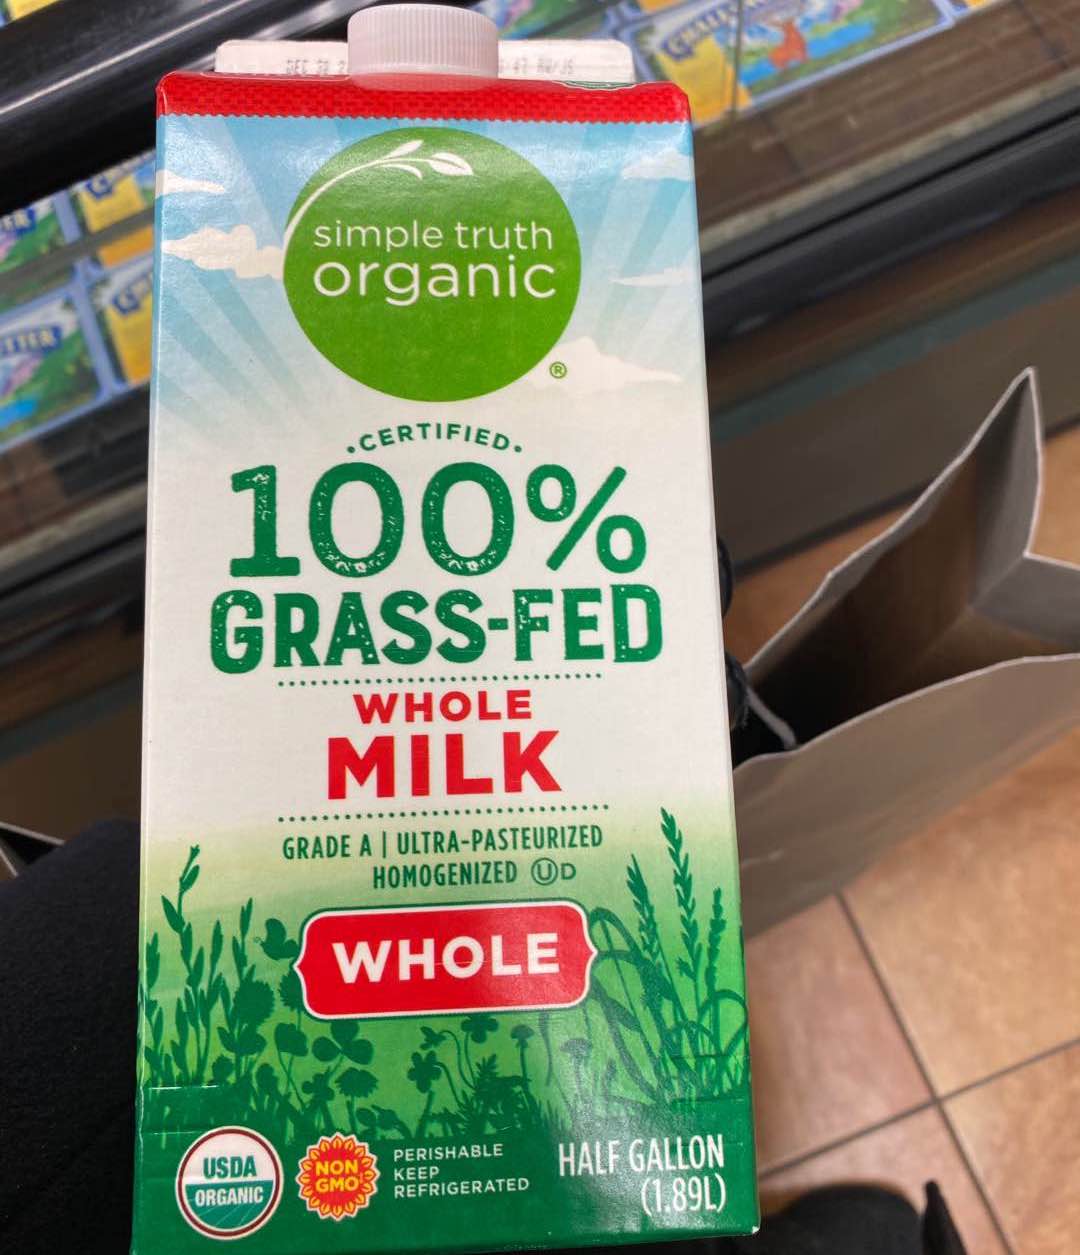 simple truth
organic
®
• CERTIFIED •
100%
GRASS-FED
WHOLE
MILK
GRADE A | ULTRA-PASTEURIZED
HOMOGENIZED Ⓤ D
WHOLE
USDA
ORGANIC
NON
GMO
PERISHABLE
KEEP
REFRIGERATED
HALF GALLON
(1.89L)